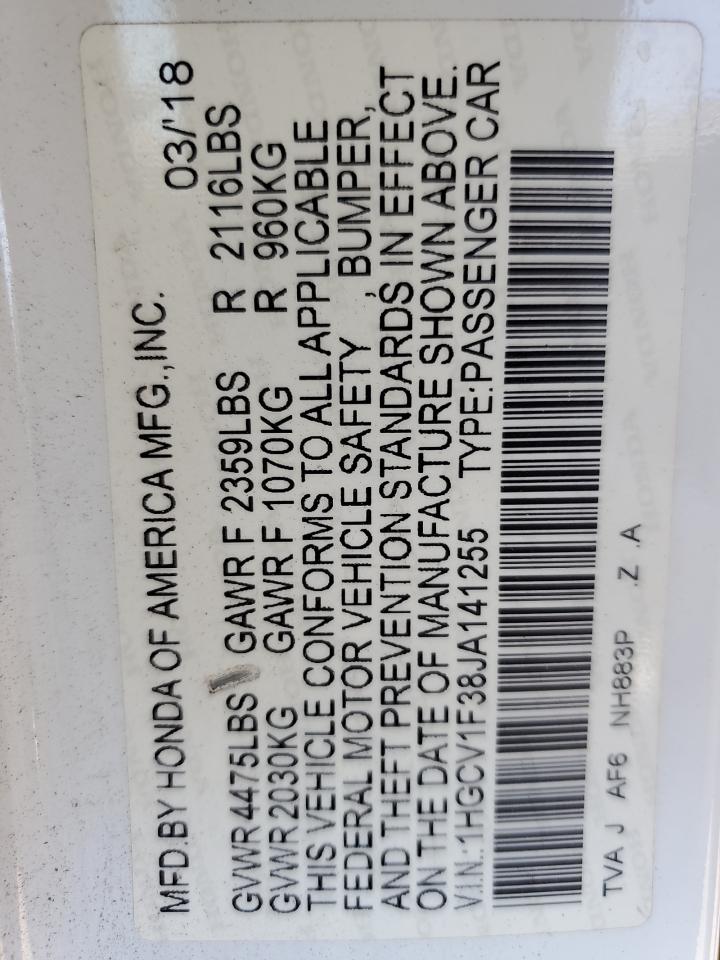 MFD.BY HONDA OF AMERICA MFG.,INC. 03/'18
GVWR 4475LBS GAWR F 2359LBS R 2116LBS
GVWR 2030KG GAWR F 1070KG R 960KG
THIS VEHICLE CONFORMS TO ALL APPLICABLE
FEDERAL MOTOR VEHICLE SAFETY , BUMPER,
AND THEFT PREVENTION STANDARDS IN EFFECT
ON THE DATE OF MANUFACTURE SHOWN ABOVE.
V.I.N.:1HGCV1F38JA141255 TYPE:PASSENGER CAR
TVA J AF6 NH883P .Z .A